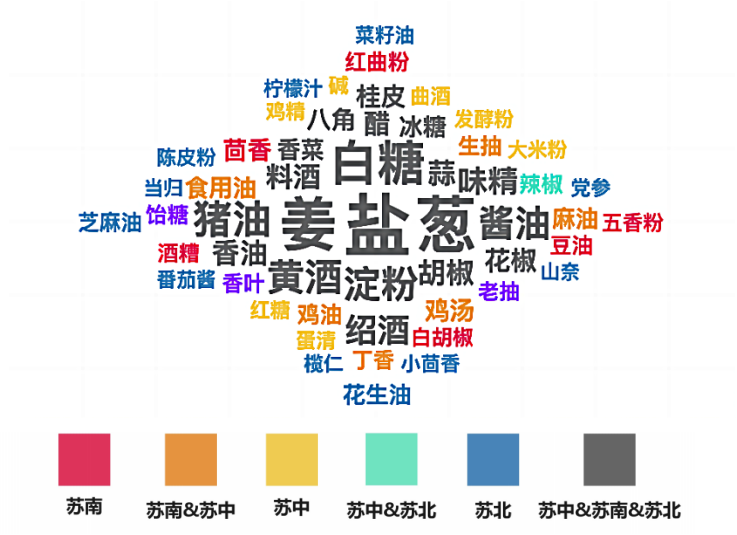 菜籽油
红曲粉
柠檬汁 碱 桂皮 曲酒
鸡精 八角 醋 冰糖 发酵粉
陈皮粉 茴香 香菜 白糖 蒜 生抽 大米粉
当归 食用油 料酒 味精 辣椒 党参
芝麻油 饴糖 猪油 姜 盐 葱 酱油 麻油 五香粉
酒糟 香油 黄酒 淀粉 胡椒 花椒 豆油
番茄酱 香叶 老抽 山奈
红糖 鸡油 绍酒 鸡汤
蛋清 白胡椒
榄仁 丁香 小茴香
花生油
苏南 苏南&苏中 苏中 苏中&苏北 苏北 苏中&苏南&苏北